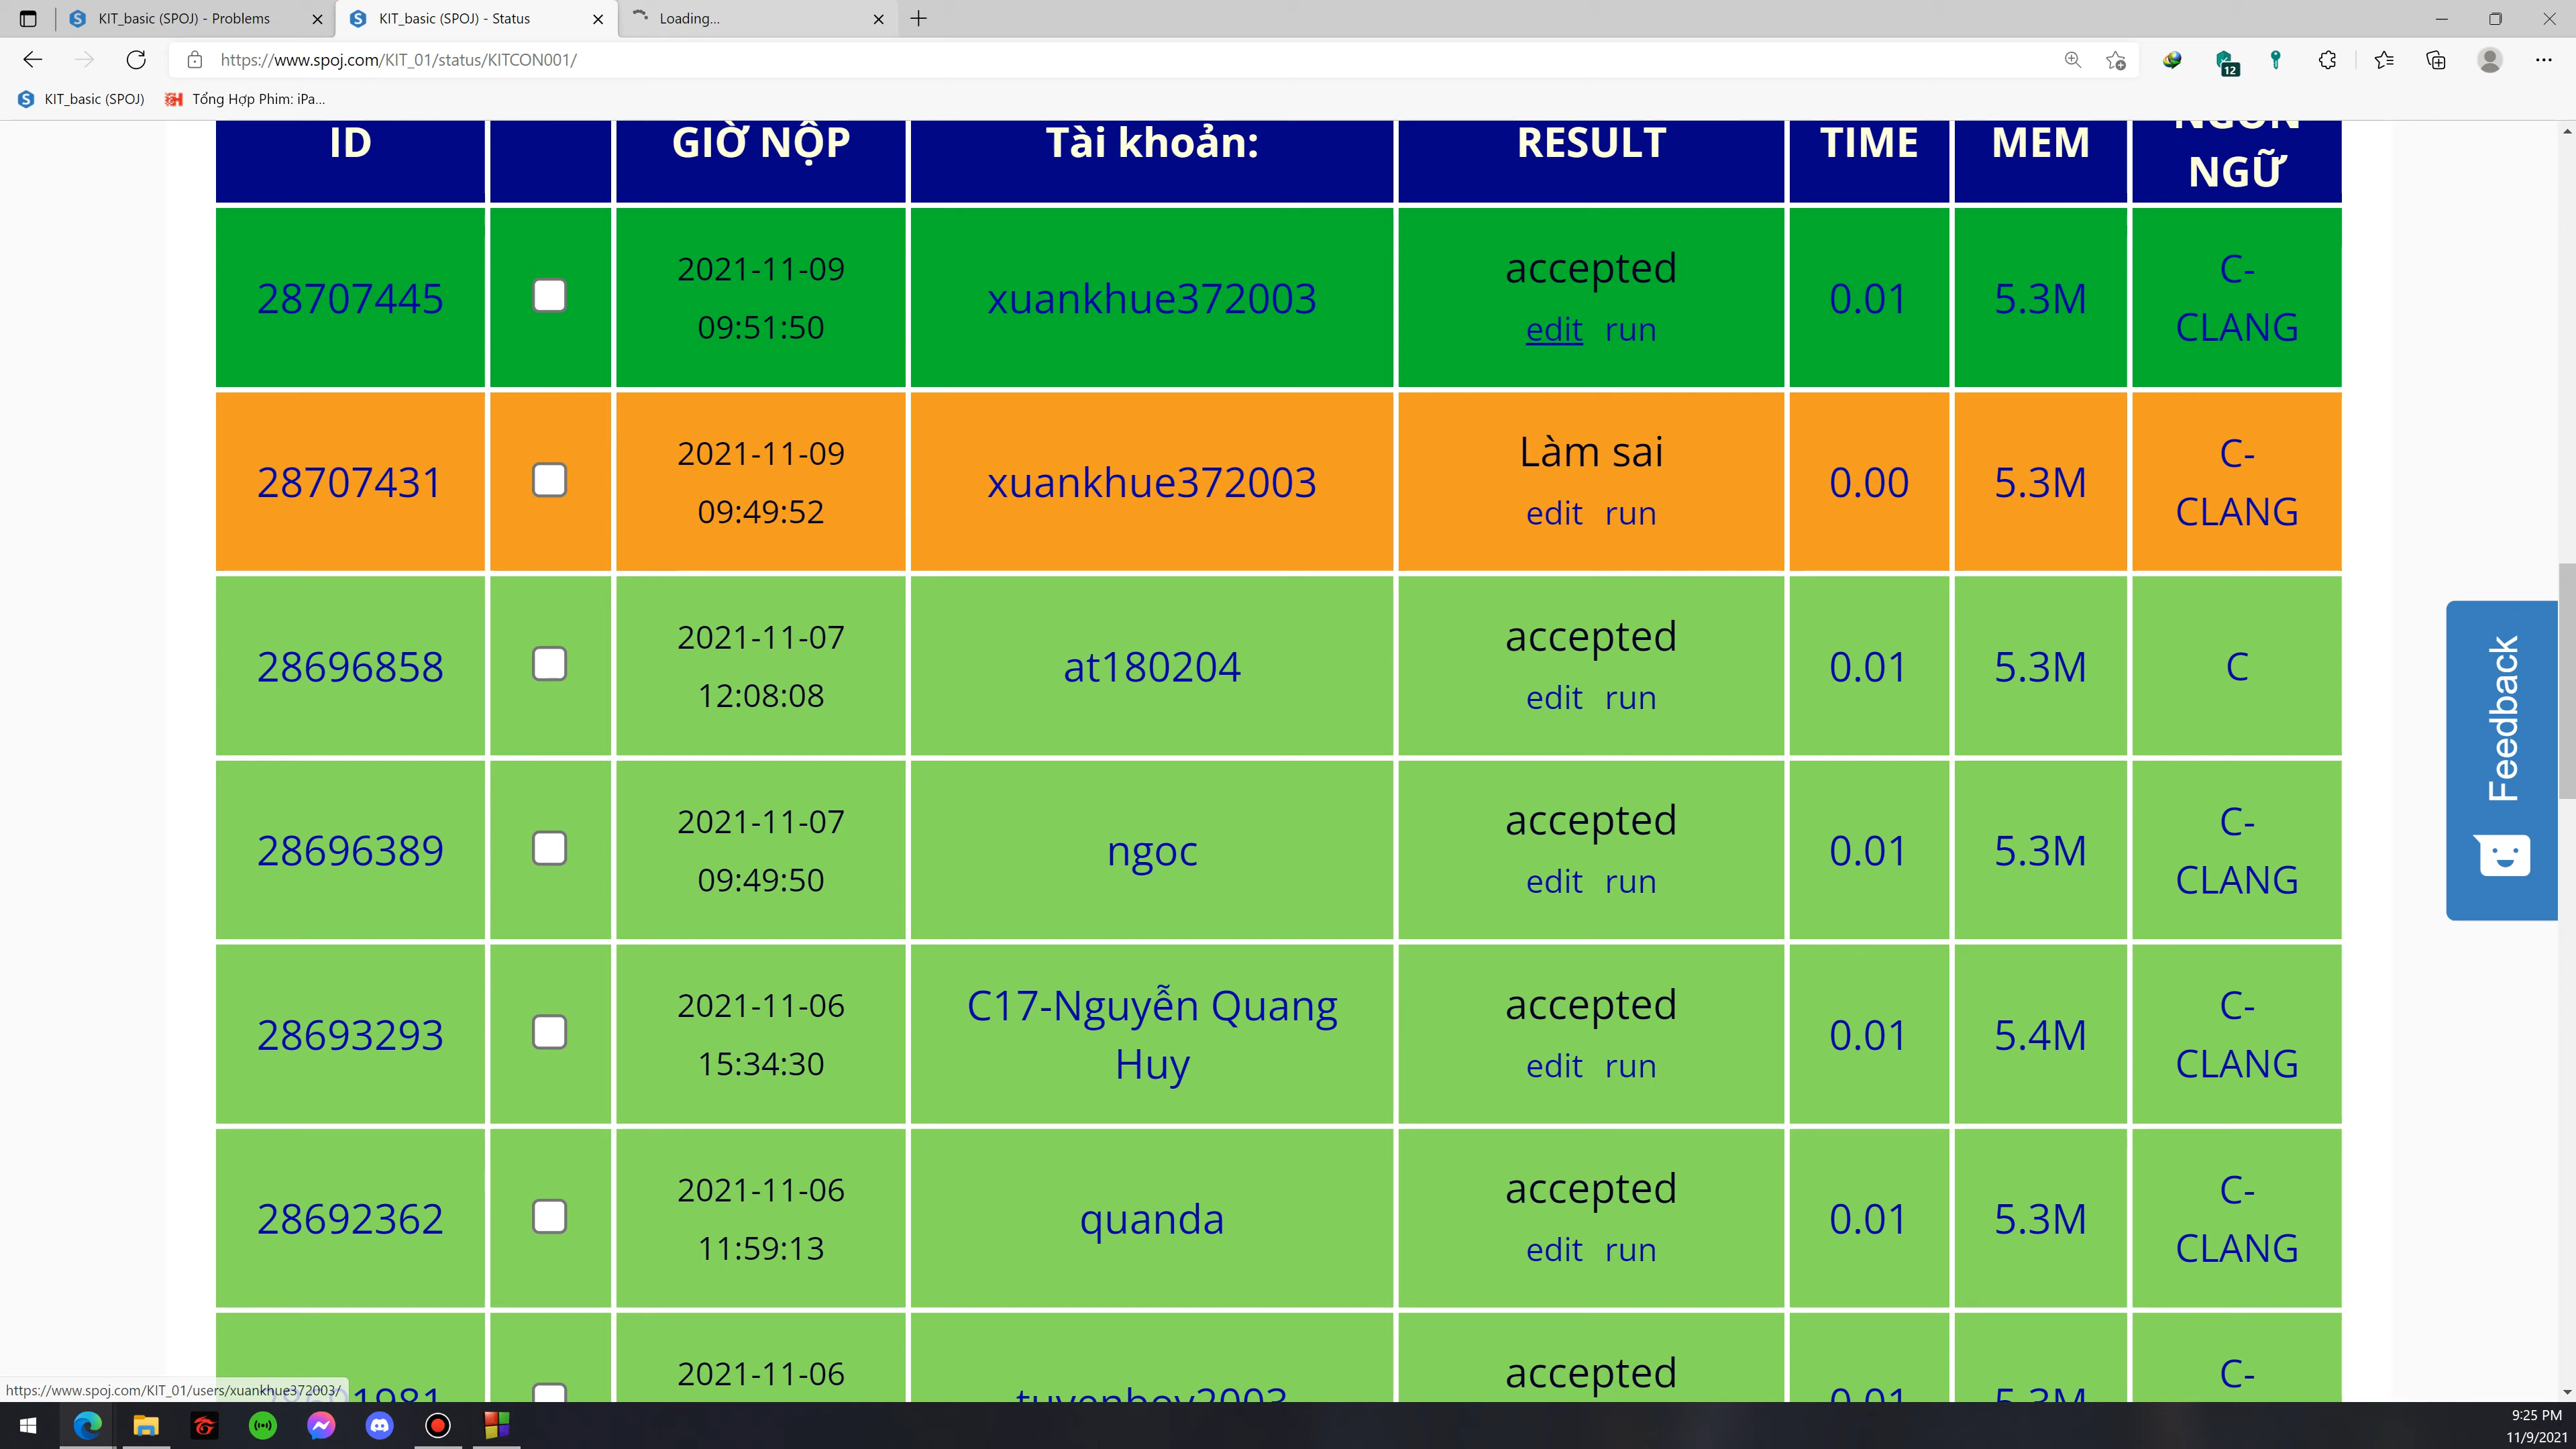 KIT_basic (SPOJ) - Problems
KIT_basic (SPOJ) - Status
Loading...
https://www.spoj.com/KIT_01/status/KITCON001/
12
KIT_basic (SPOJ)
Tổng Hợp Phim: iPa...
ID GIỜ NỘP Tài khoản: RESULT TIME MEM NGÔN
NGỮ
28707445 2021-11-09 09:51:50 xuankhue372003 accepted edit run 0.01 5.3M C-CLANG
28707431 2021-11-09 09:49:52 xuankhue372003 Làm sai edit run 0.00 5.3M C-CLANG
28696858 2021-11-07 12:08:08 at180204 accepted edit run 0.01 5.3M C
28696389 2021-11-07 09:49:50 ngoc accepted edit run 0.01 5.3M C-CLANG
28693293 2021-11-06 15:34:30 C17-Nguyễn Quang Huy accepted edit run 0.01 5.4M C-CLANG
28692362 2021-11-06 11:59:13 quanda accepted edit run 0.01 5.3M C-CLANG
2021-11-06 tuyenboy2003 accepted 0.01 5.3M C-
Feedback
https://www.spoj.com/KIT_01/users/xuankhue372003/
9:25 PM
11/9/2021